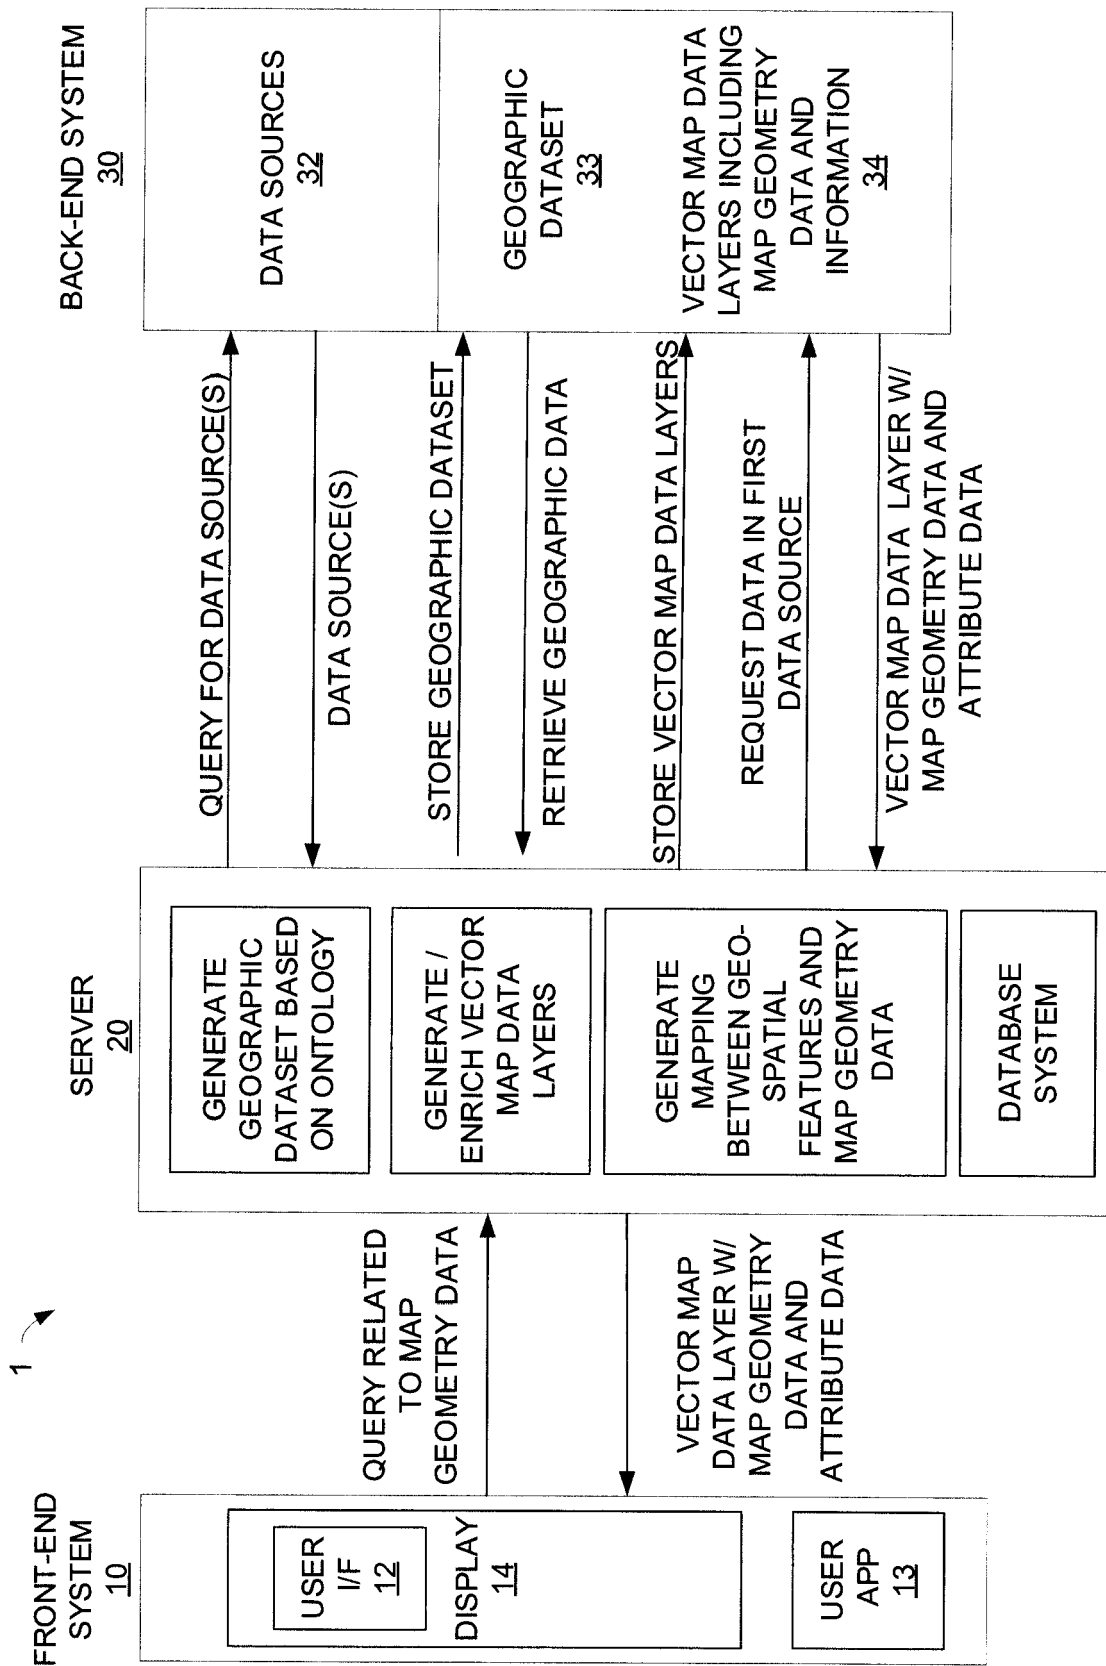 1
FRONT-END
SYSTEM
10
USER
I/F
12
DISPLAY
14
USER
APP
13
QUERY RELATED
TO MAP
GEOMETRY DATA
VECTOR MAP
DATA LAYER W/
MAP GEOMETRY
DATA AND
ATTRIBUTE DATA
SERVER
20
GENERATE
GEOGRAPHIC
DATASET BASED
ON ONTOLOGY
GENERATE /
ENRICH VECTOR
MAP DATA
LAYERS
GENERATE
MAPPING
BETWEEN GEO-
SPATIAL
FEATURES AND
MAP GEOMETRY
DATA
DATABASE
SYSTEM
QUERY FOR DATA SOURCE(S)
DATA SOURCE(S)
STORE GEOGRAPHIC DATASET
RETRIEVE GEOGRAPHIC DATA
STORE VECTOR MAP DATA LAYERS
REQUEST DATA IN FIRST
DATA SOURCE
VECTOR MAP DATA LAYER W/
MAP GEOMETRY DATA AND
ATTRIBUTE DATA
BACK-END SYSTEM
30
DATA SOURCES
32
GEOGRAPHIC
DATASET
33
VECTOR MAP DATA
LAYERS INCLUDING
MAP GEOMETRY
DATA AND
INFORMATION
34